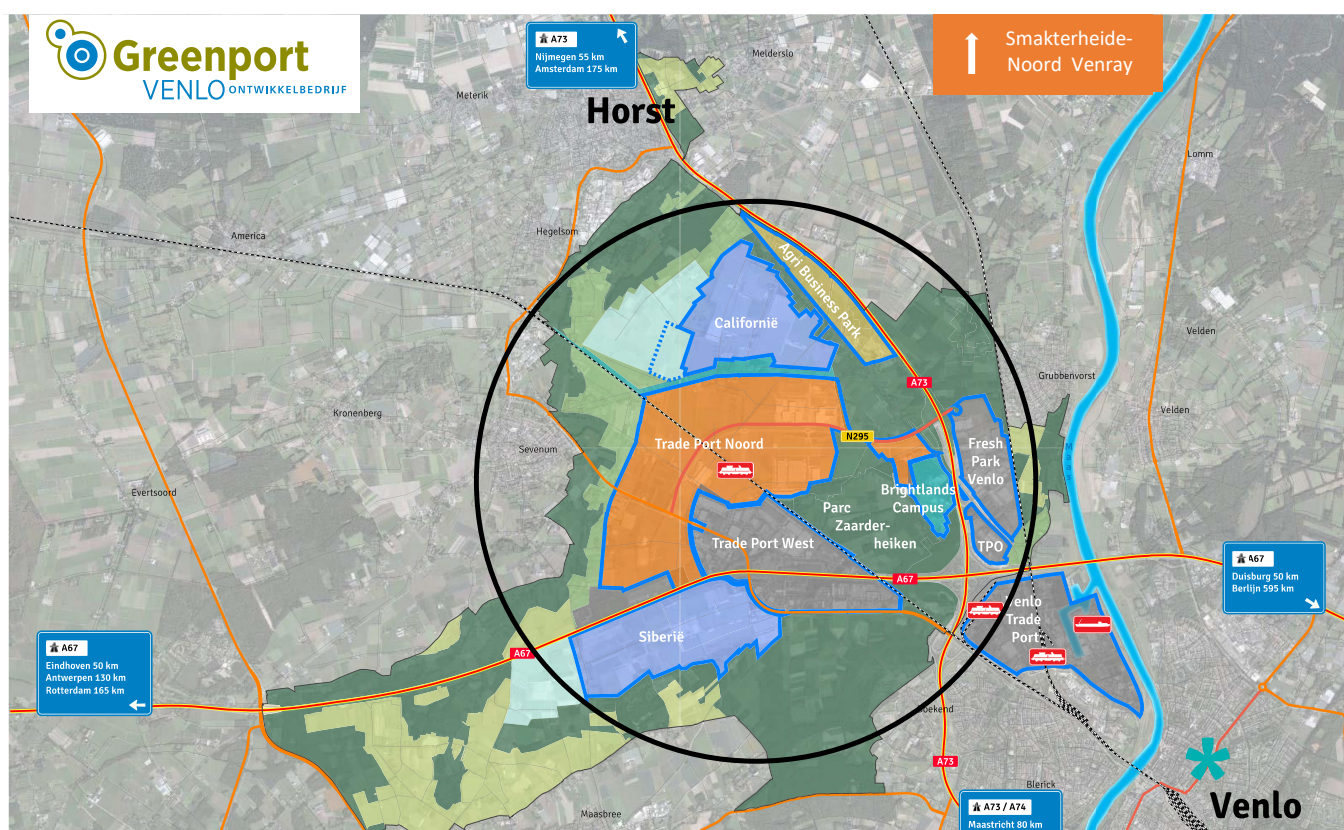 Greenport
VENLO ONTWIKKELBEDRIJF
A73
Nijmegen 55 km
Amsterdam 175 km
Smakterheide-
Noord Venray
Melderslo
Meterik
Horst
Lomm
America
Hegelsom
Agri Business Park
Californië
Velden
Grubbenvorst
A73
Kronenberg
Velden
Trade Port Noord
N295
Fresh
Park
Venlo
Sevenum
Evertsoord
Brightlands
Campus
Parc
Zaarder-
heiken
Trade Port West
TPO
A67
A67
Duisburg 50 km
Berlijn 595 km
Venlo
Trade
Port
Siberië
A67
A67
Eindhoven 50 km
Antwerpen 130 km
Rotterdam 165 km
A73
Blerick
A73 / A74
Maastricht 80 km
Maasbree
Venlo